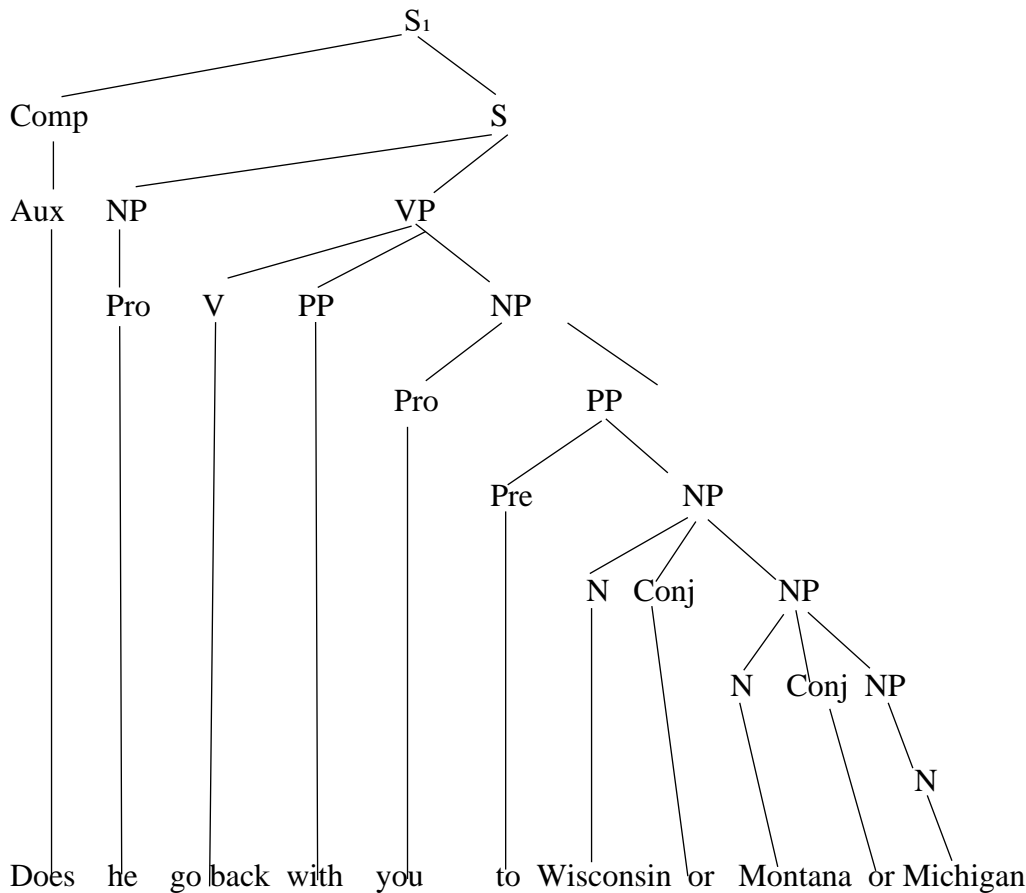 S₁
Comp S
Aux NP VP
Pro V PP NP
Pro PP
Pre NP
N Conj NP
N Conj NP
N
Does he go back with you to Wisconsin or Montana or Michigan